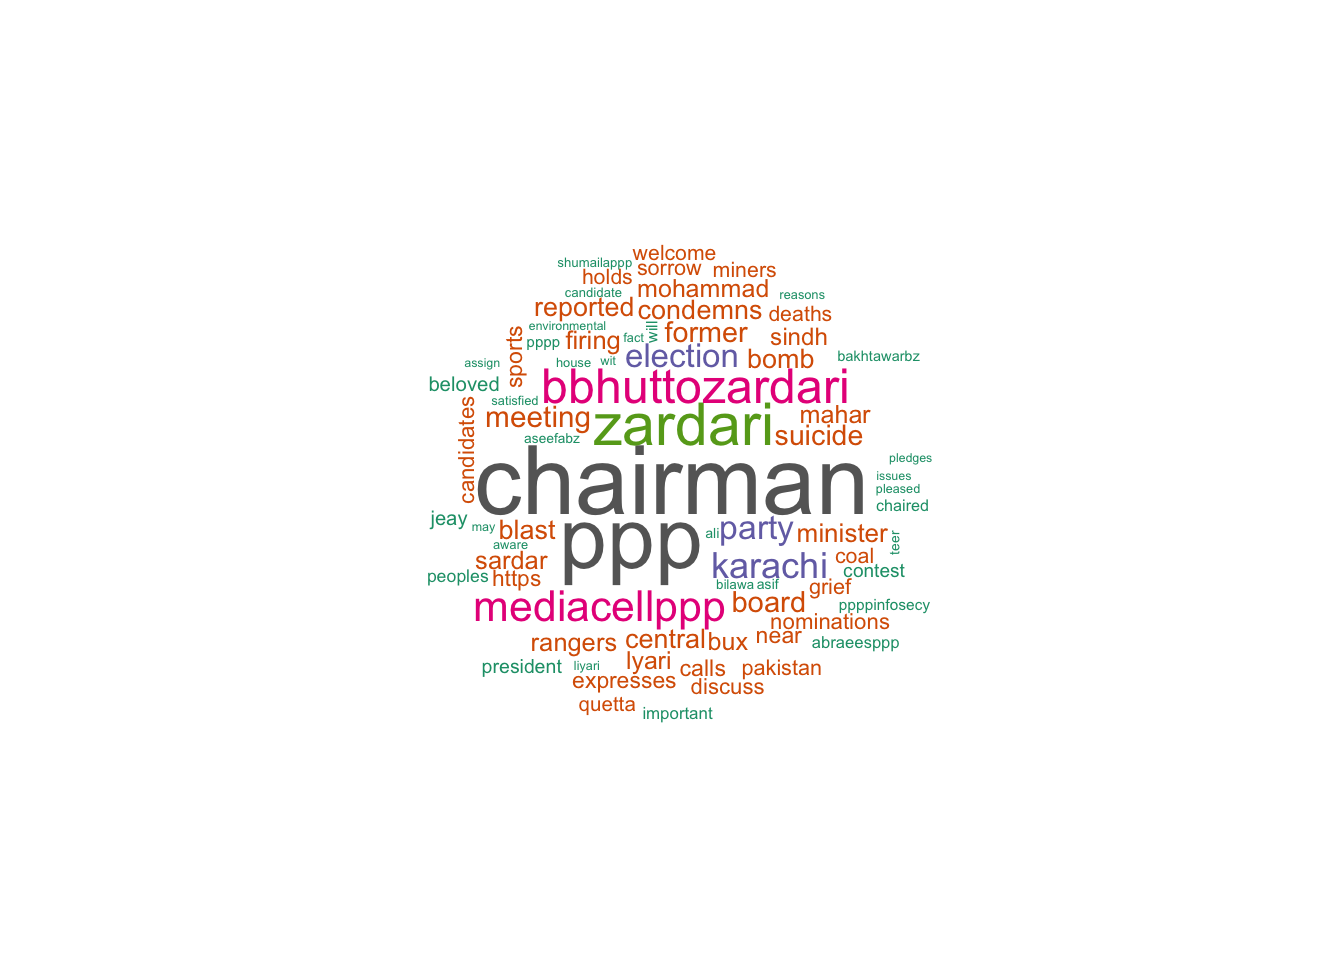 welcome
shumailappp
sorrow miners
holds
mohammad
candidate
reasons
reported condemns deaths
environmental
will
former
sindh
pppp firing fact
sports
election bomb bakhtawarbz
assign
house wit
beloved
bbhuttozardari
satisfied
candidates
meeting zardari mahar
aseefabz
suicide
chairman
pledges
issues
pleased
chaired
jeay may blast
ppp
ali party minister
teer
aware
sardar
karachi coal
peoples https
contest
bilawa asif grief
mediacellppp board
ppppinfosecy
nominations
rangers central bux near abraeesppp
president liyari lyari calls pakistan
expresses discuss
quetta
important